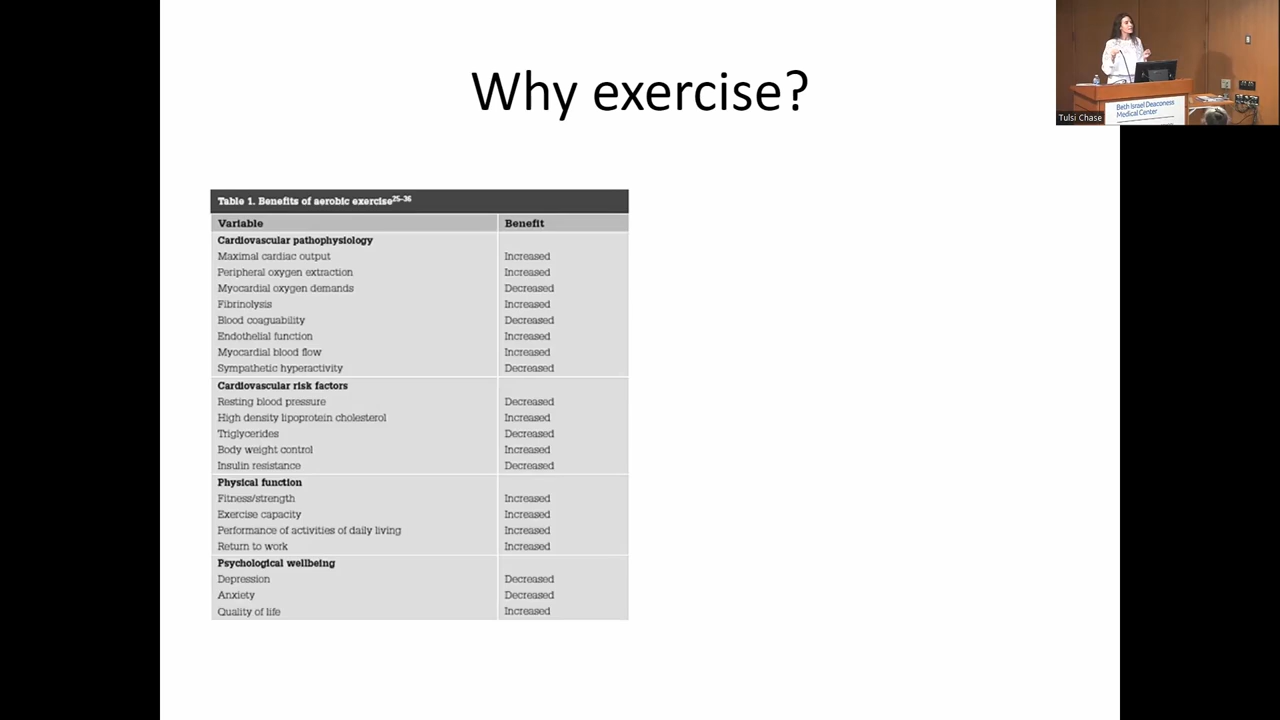 Why exercise?
Table 1. Benefits of aerobic exercise25–36
Variable Benefit
Cardiovascular pathophysiology
Maximal cardiac output Increased
Peripheral oxygen extraction Increased
Myocardial oxygen demands Decreased
Fibrinolysis Increased
Blood coaguability Decreased
Endothelial function Increased
Myocardial blood flow Increased
Sympathetic hyperactivity Decreased
Cardiovascular risk factors
Resting blood pressure Decreased
High density lipoprotein cholesterol Increased
Triglycerides Decreased
Body weight control Increased
Insulin resistance Decreased
Physical function
Fitness/strength Increased
Exercise capacity Increased
Performance of activities of daily living Increased
Return to work Increased
Psychological wellbeing
Depression Decreased
Anxiety Decreased
Quality of life Increased
Beth Israel Deaconess
Medical Center
Tulsi Chase